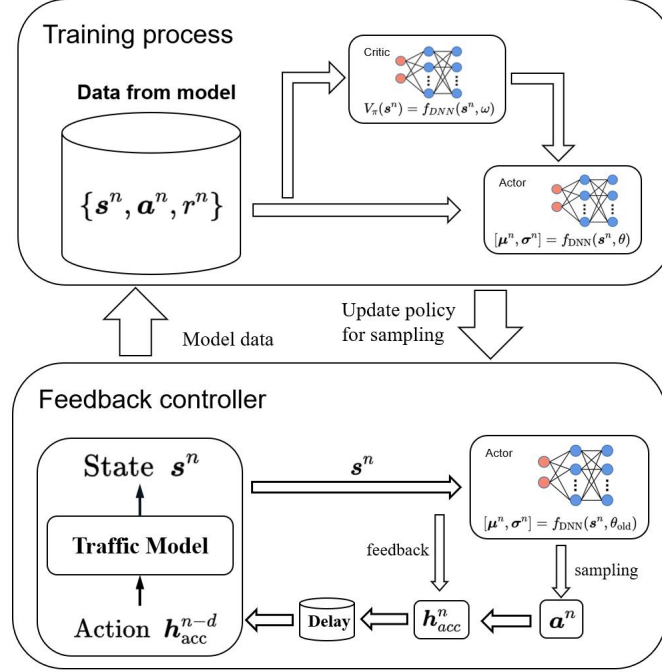 Training process
Data from model
{s^n, a^n, r^n}
Critic
V_π(s^n) = f_DNN(s^n, ω)
Actor
[μ^n, σ^n] = f_DNN(s^n, θ)
Model data
Update policy
for sampling
Feedback controller
State s^n
Traffic Model
Action h_acc^{n−d}
s^n
Actor
[μ^n, σ^n] = f_DNN(s^n, θ_old)
feedback
sampling
Delay
h_acc^n
a^n